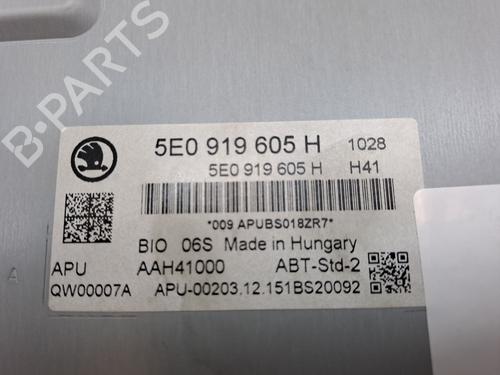 B-PARTS
5E0 919 605 H 1028
5E0 919 605 H H41
*009 APUBS018ZR7*
BIO 06S Made in Hungary
APU AAH41000 ABT-Std-2
QW00007A APU-00203.12.151BS20092
A